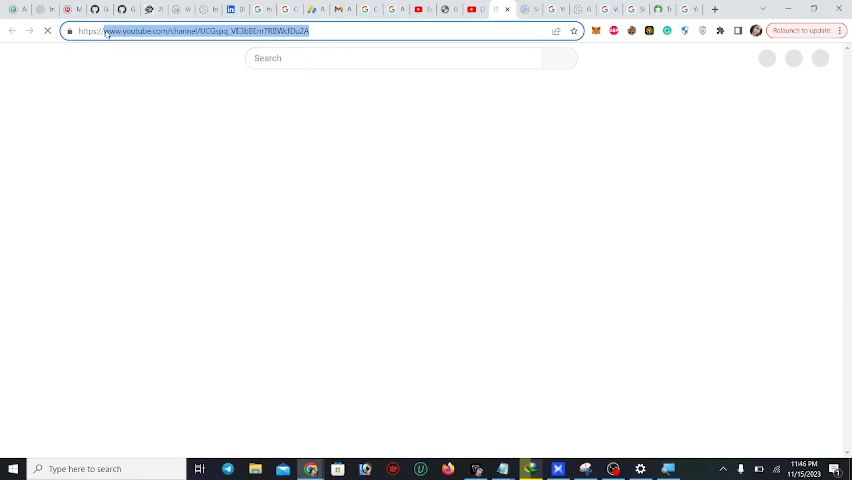 https://www.youtube.com/channel/UCGspq_VE3bBEm7RBWcfDu2A
Relaunch to update
Search
Type here to search
11:46 PM
11/15/2023